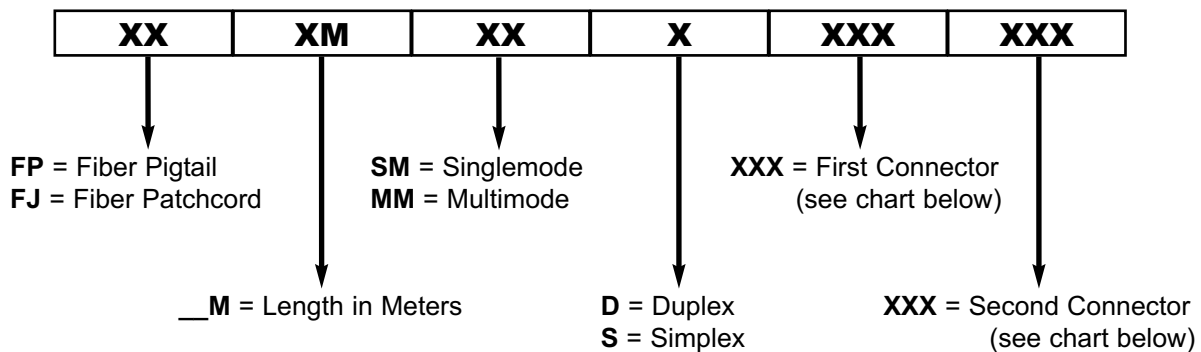 XX XM XX X XXX XXX
FP = Fiber Pigtail
FJ = Fiber Patchcord
SM = Singlemode
MM = Multimode
XXX = First Connector
(see chart below)
__M = Length in Meters
D = Duplex
S = Simplex
XXX = Second Connector
(see chart below)